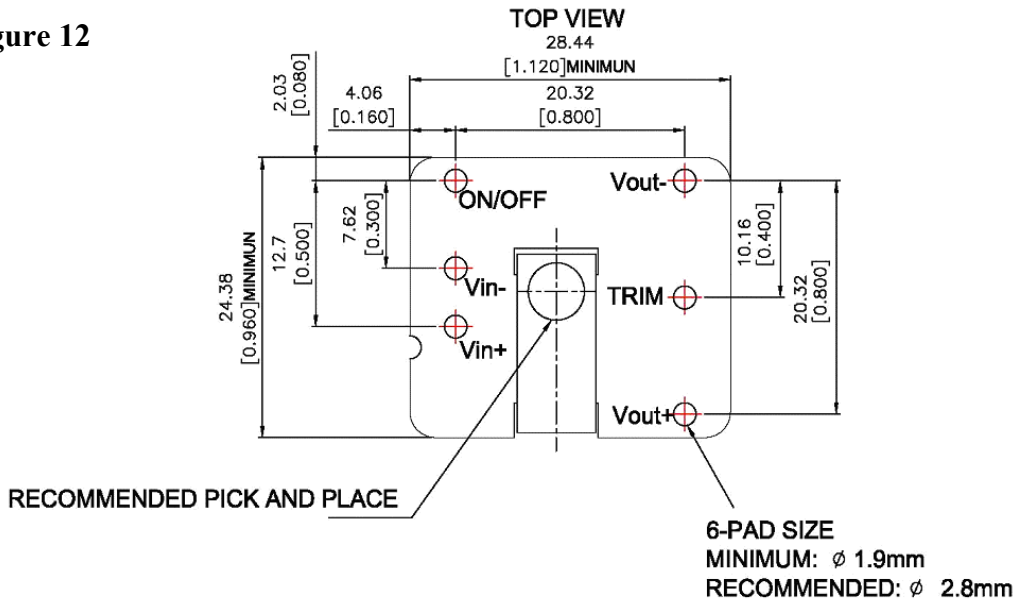 gure 12
TOP VIEW
28.44
[1.120]MINIMUN
2.03
[0.080]
4.06
[0.160]
20.32
[0.800]
ON/OFF
Vout-
7.62
[0.300]
12.7
[0.500]
24.38
[0.960]MINIMUN
10.16
[0.400]
20.32
[0.800]
Vin-
TRIM
Vin+
Vout+
RECOMMENDED PICK AND PLACE
6-PAD SIZE
MINIMUM: ⌀ 1.9mm
RECOMMENDED: ⌀ 2.8mm